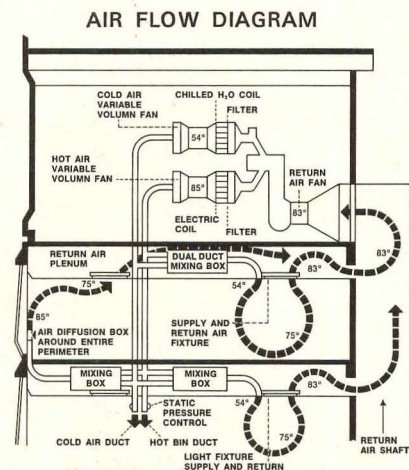 AIR FLOW DIAGRAM
COLD AIR
VARIABLE
VOLUMN FAN
CHILLED H₂O COIL
FILTER
54°
HOT AIR
VARIABLE
VOLUMN FAN
85°
RETURN
AIR FAN
83°
ELECTRIC
COIL
FILTER
RETURN AIR
PLENUM
DUAL DUCT
MIXING BOX
83°
83°
75°
54°
85°
AIR DIFFUSION BOX
AROUND ENTIRE
PERIMETER
SUPPLY AND
RETURN AIR
FIXTURE
75°
MIXING
BOX
MIXING
BOX
54°
83°
STATIC
PRESSURE
CONTROL
75°
COLD AIR DUCT
HOT BIN DUCT
RETURN
AIR SHAFT
LIGHT FIXTURE
SUPPLY AND RETURN